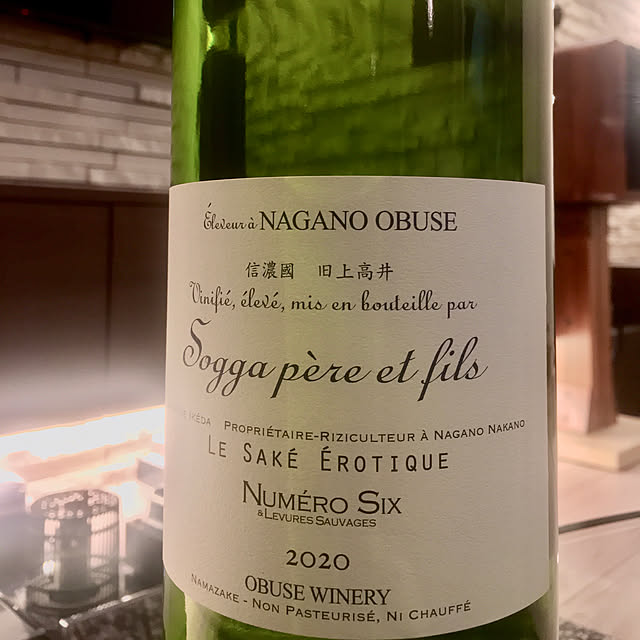 Éleveur à NAGANO OBUSE
信濃國 旧上高井
Vinifié, élevé, mis en bouteille par
Sogga père et fils
Propriétaire-Riziculteur à Nagano Nakano
Le Saké Érotique
Numéro Six
& Levures Sauvages
2020
OBUSE WINERY
Namazake - Non Pasteurisé, Ni Chauffé